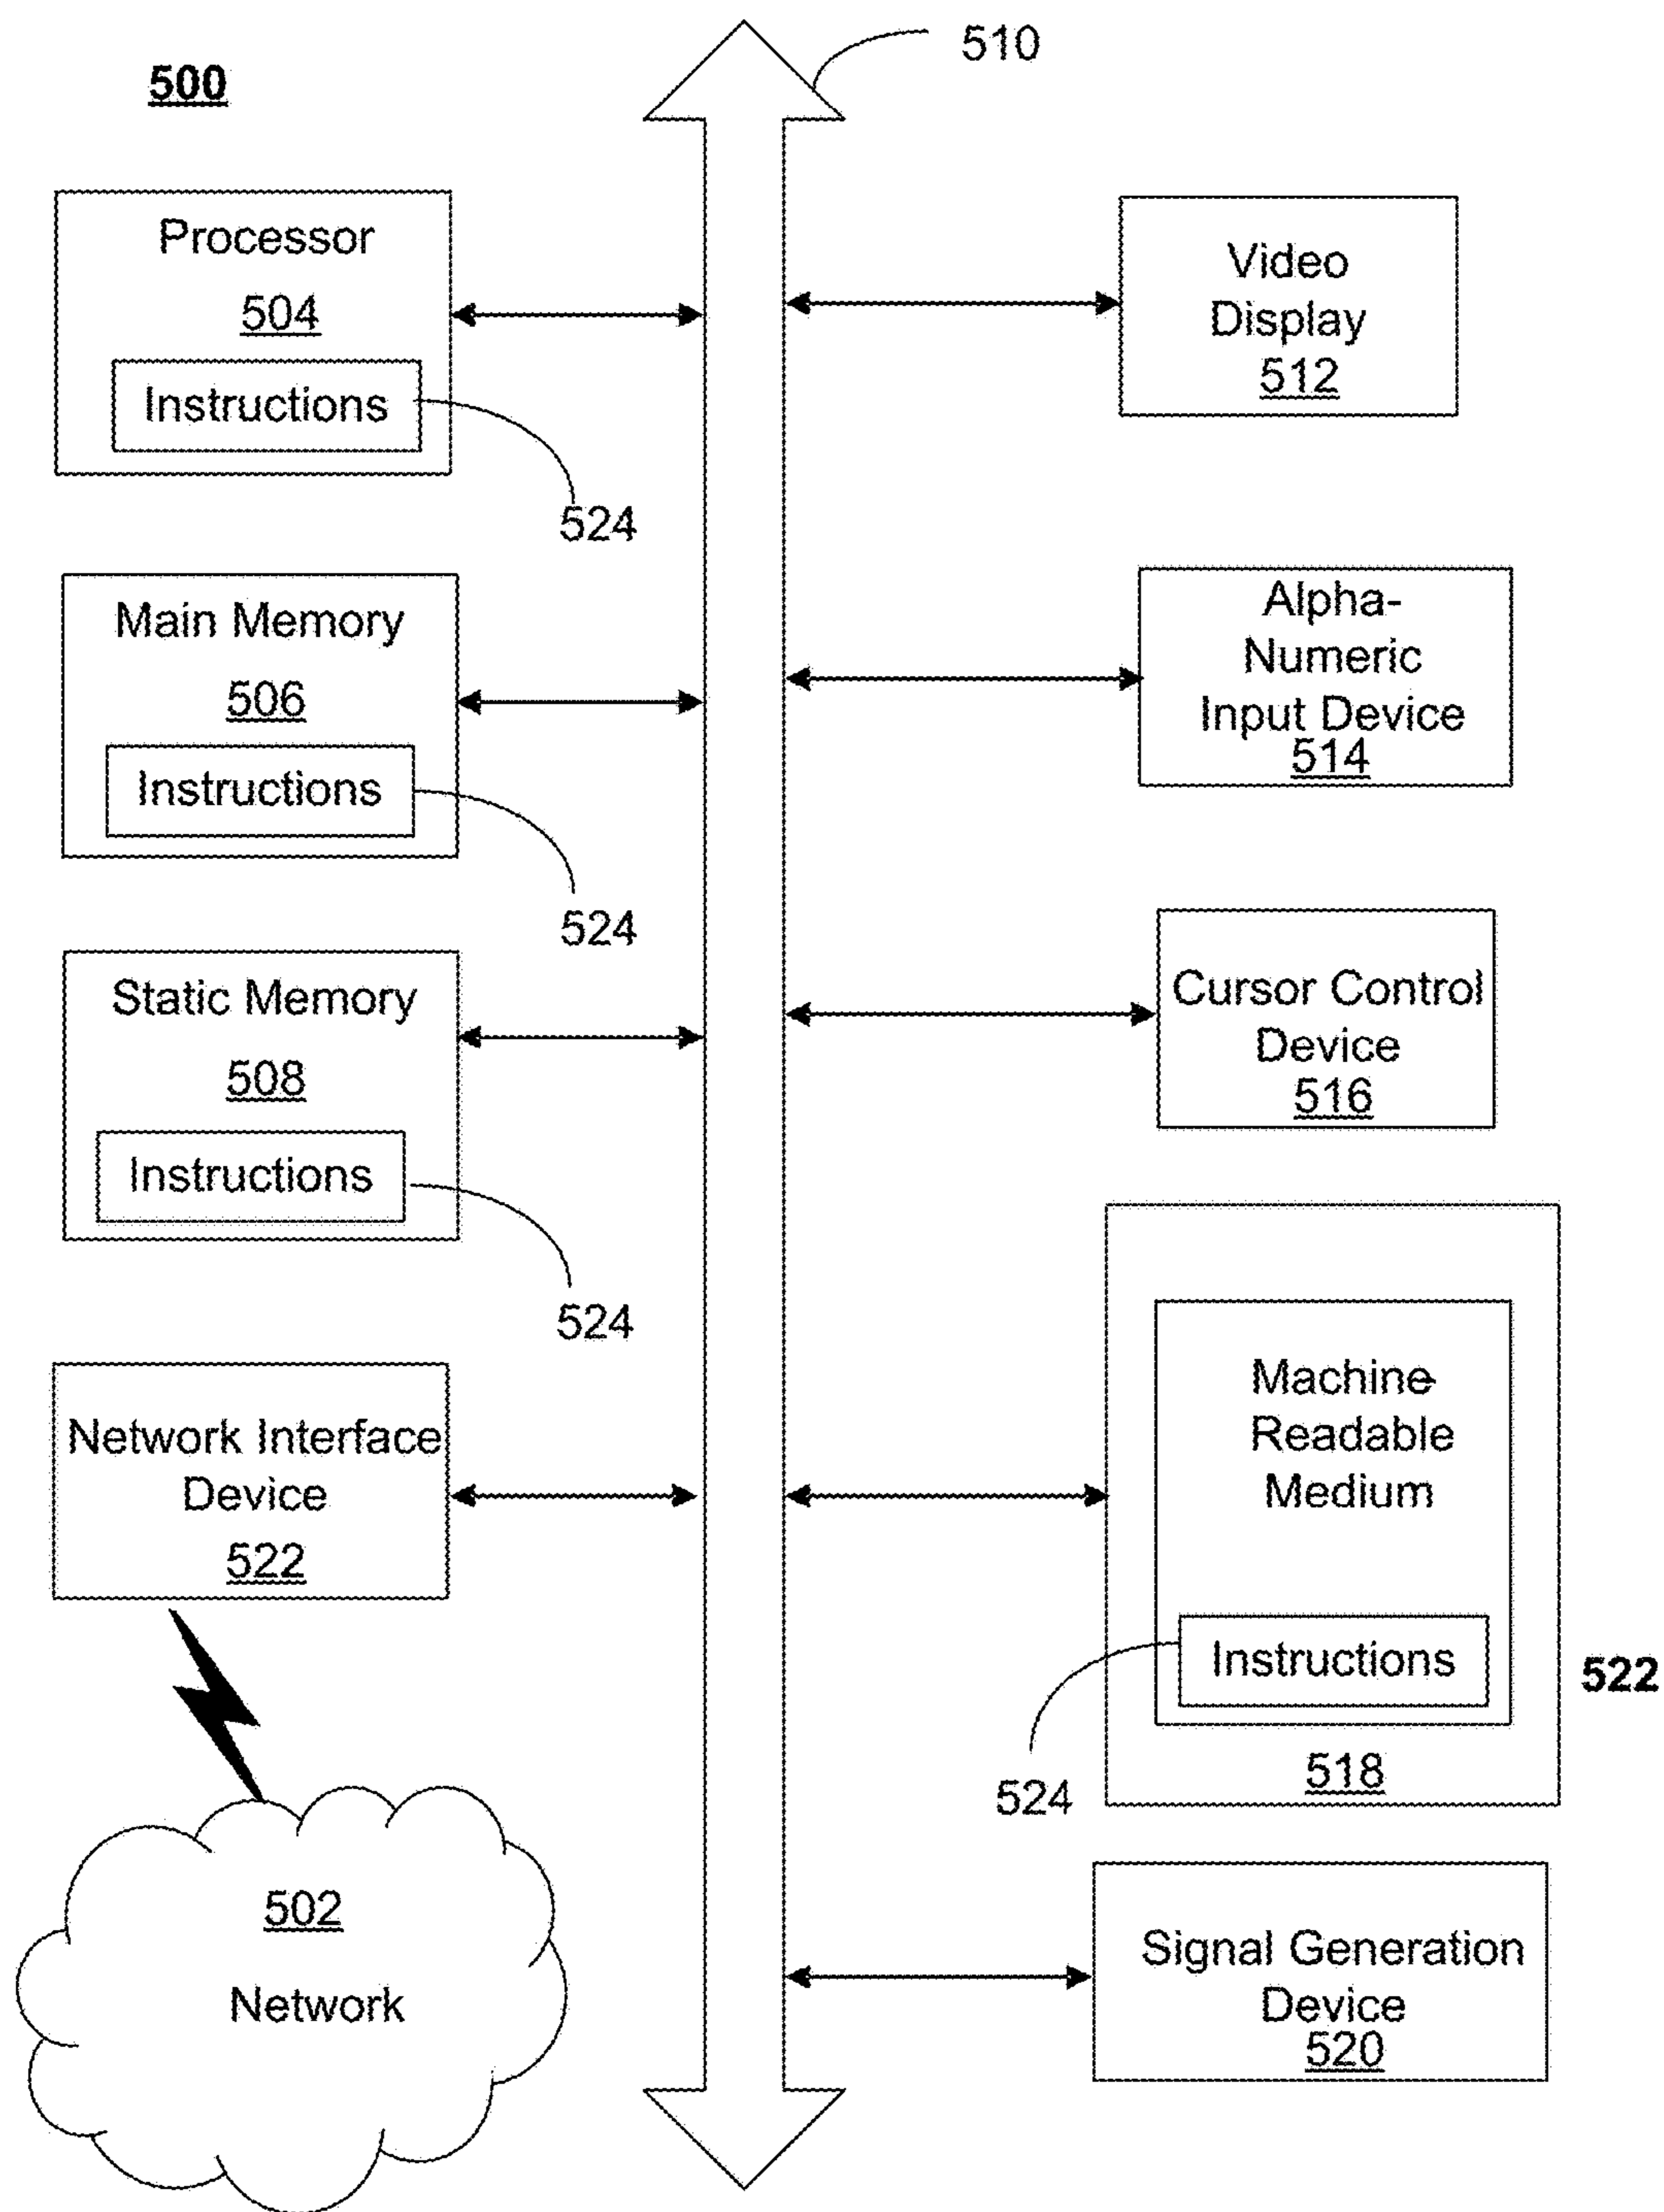 500
510
Processor
504
Instructions
524
Main Memory
506
Instructions
524
Static Memory
508
Instructions
524
Network Interface
Device
522
502
Network
Video
Display
512
Alpha-
Numeric
Input Device
514
Cursor Control
Device
516
Machine-
Readable
Medium
Instructions
522
518
524
Signal Generation
Device
520